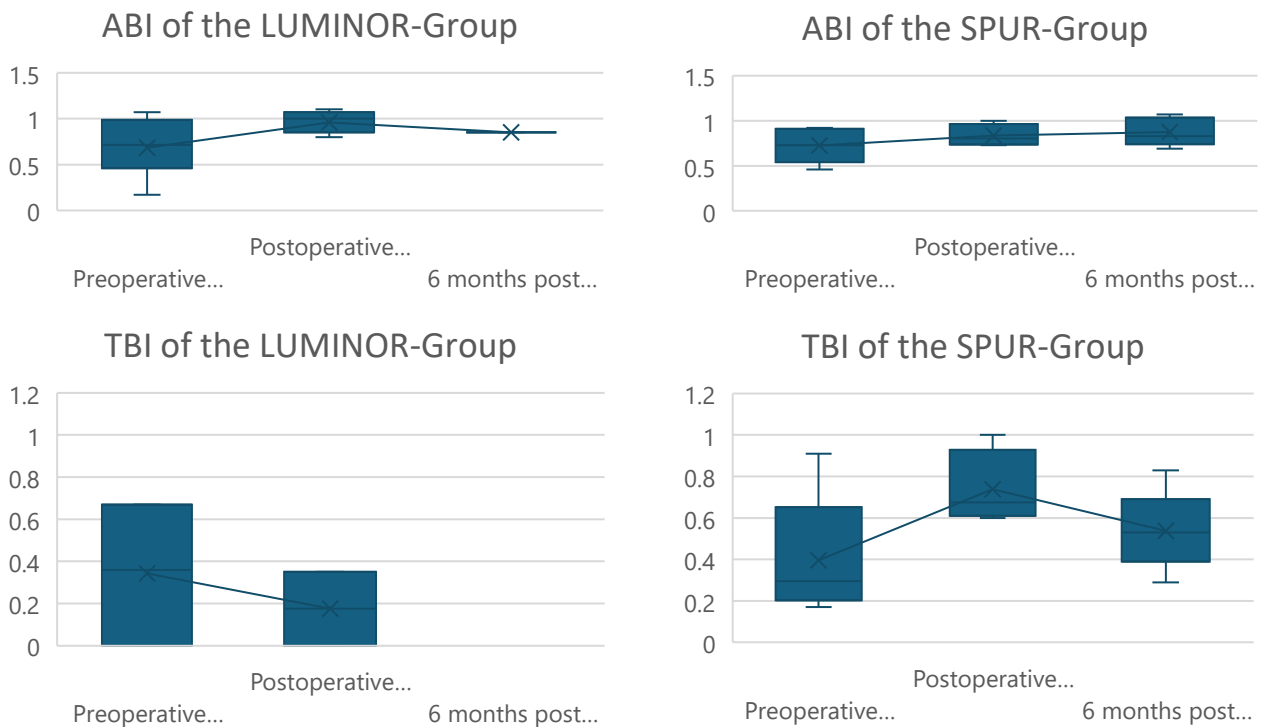 ABI of the LUMINOR-Group
1.5
1
0.5
0
Postoperative...
Preoperative...
6 months post...
ABI of the SPUR-Group
1.5
1
0.5
0
Postoperative...
Preoperative...
6 months post...
TBI of the LUMINOR-Group
1.2
1
0.8
0.6
0.4
0.2
0
Postoperative...
Preoperative...
6 months post...
TBI of the SPUR-Group
1.2
1
0.8
0.6
0.4
0.2
0
Postoperative...
Preoperative...
6 months post...